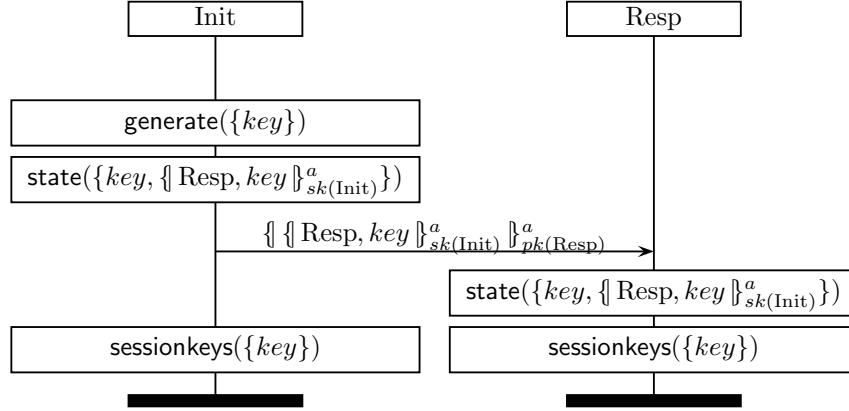 Init Resp
generate({key})
state({key, {| Resp, key |}ᵃ_sk(Init)})
{| {| Resp, key |}ᵃ_sk(Init) |}ᵃ_pk(Resp)
state({key, {| Resp, key |}ᵃ_sk(Init)})
sessionkeys({key}) sessionkeys({key})